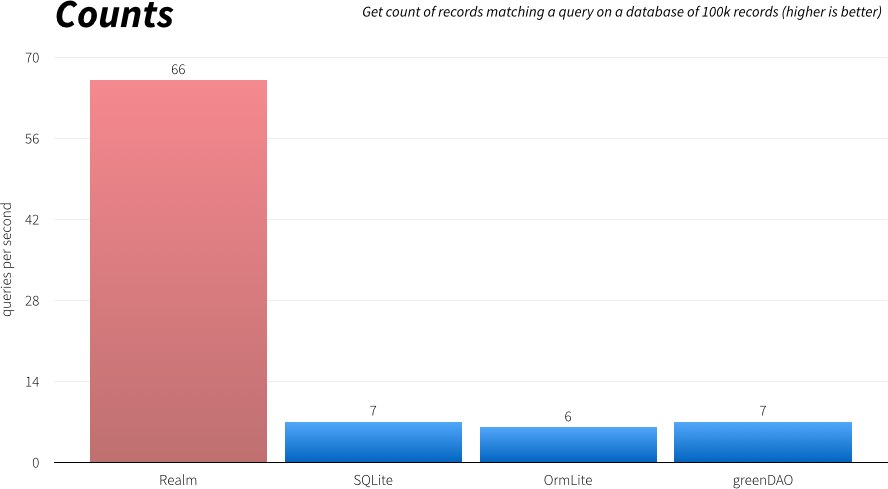 Counts
Get count of records matching a query on a database of 100k records (higher is better)
queries per second
70
56
42
28
14
0
66
7
6
7
Realm
SQLite
OrmLite
greenDAO